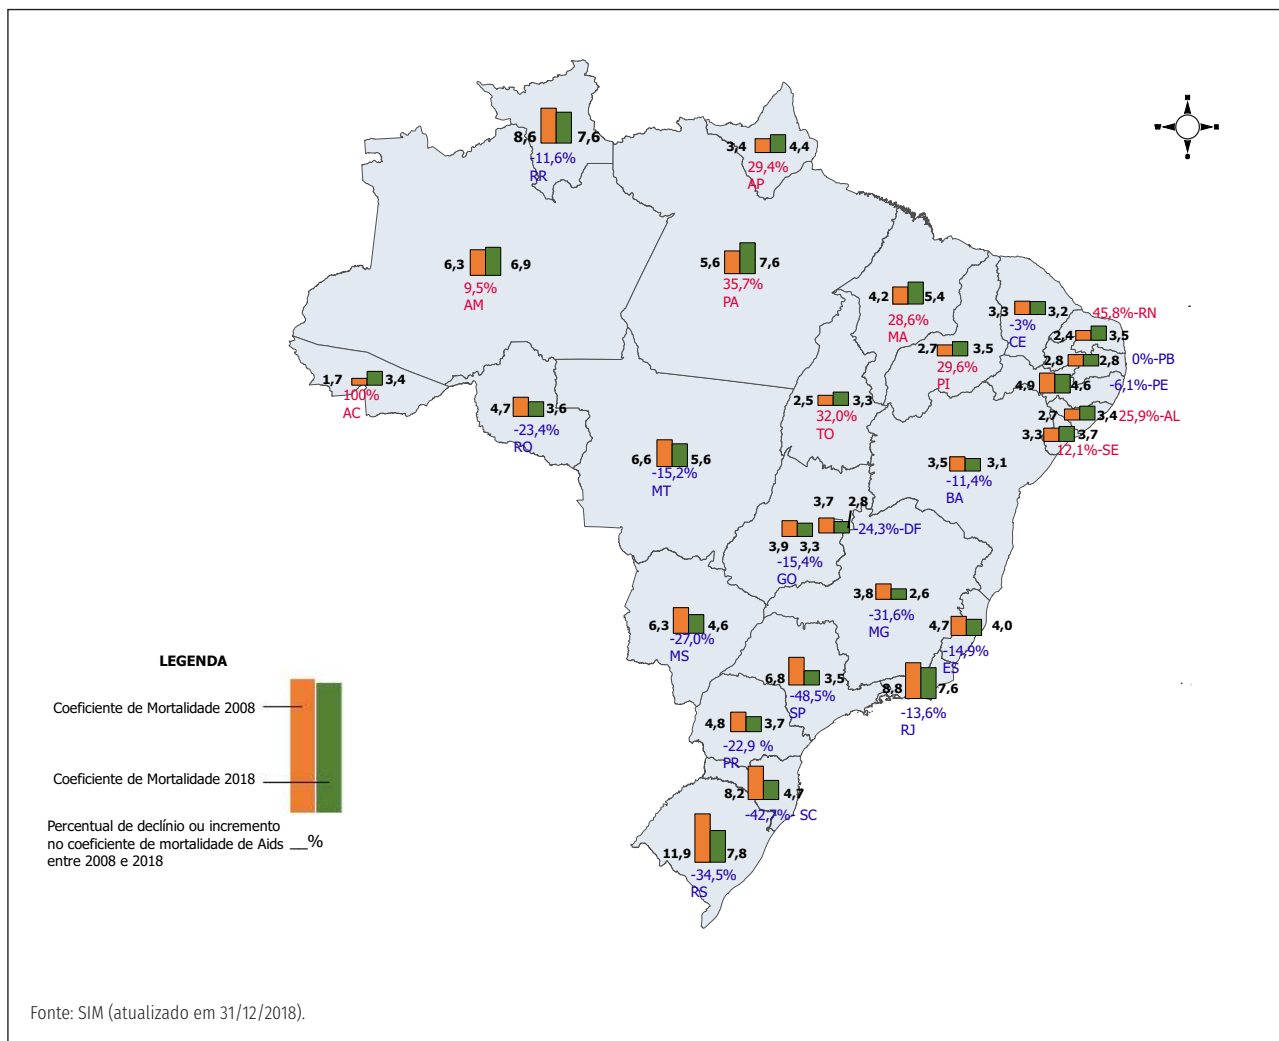 8,6 7,6
-11,6%
RR
3,4 4,4
29,4%
AP
N
W
6,3 6,9
9,5%
AM
5,6 7,6
35,7%
PA
4,2 5,4
28,6%
MA
3,3 3,2
-3%
CE
45,8%-RN
2,4 3,5
2,7 3,5
29,6%
PI
2,8 2,8 0%-PB
4,9 4,6 -6,1%-PE
1,7 3,4
100%
AC
4,7 3,6
-23,4%
RO
2,5 3,3
32,0%
TO
2,7 3,4 25,9%-AL
3,3 3,7
12,1%-SE
6,6 5,6
-15,2%
MT
3,5 3,1
-11,4%
BA
3,7 2,8
-24,3%-DF
3,9 3,3
-15,4%
GO
3,8 2,6
-31,6%
MG
6,3 4,6
-27,0%
MS
4,7 4,0
-14,9%
ES
6,8 3,5
-48,5%
SP
8,8 7,6
-13,6%
RJ
4,8 3,7
-22,9 %
PR
8,2 4,7
-42,7%- SC
11,9 7,8
-34,5%
RS
LEGENDA
Coeficiente de Mortalidade 2008
Coeficiente de Mortalidade 2018
Percentual de declínio ou incremento
no coeficiente de mortalidade de Aids __%
entre 2008 e 2018
Fonte: SIM (atualizado em 31/12/2018).